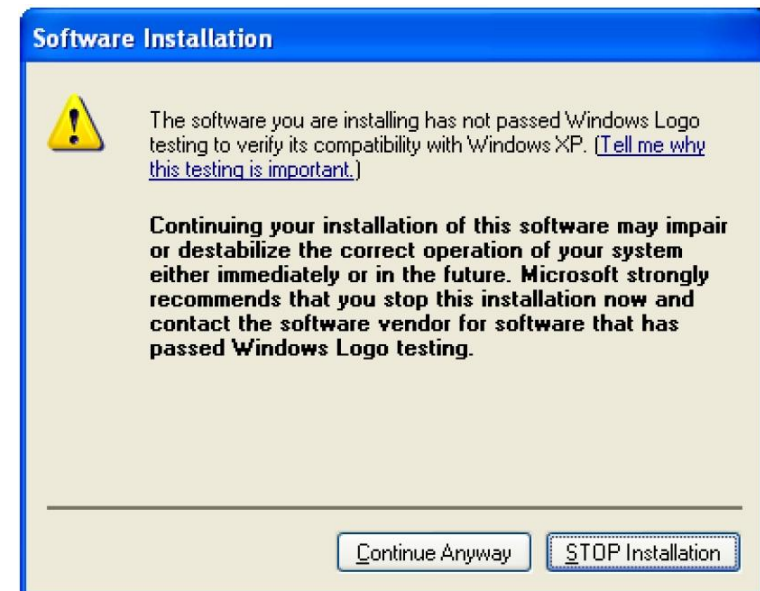 Software Installation
The software you are installing has not passed Windows Logo
testing to verify its compatibility with Windows XP. (Tell me why
this testing is important.)
Continuing your installation of this software may impair
or destabilize the correct operation of your system
either immediately or in the future. Microsoft strongly
recommends that you stop this installation now and
contact the software vendor for software that has
passed Windows Logo testing.
Continue Anyway
STOP Installation